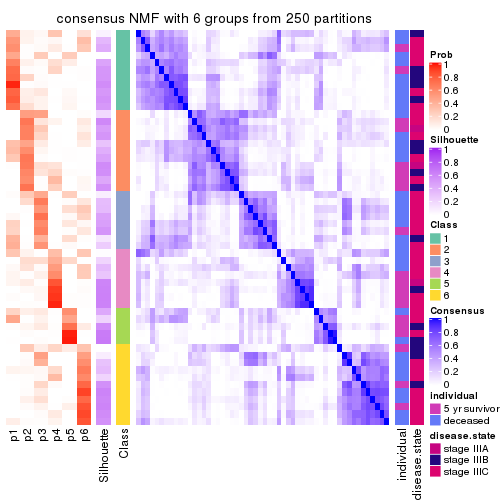 consensus NMF with 6 groups from 250 partitions
Prob
1
0.8
0.6
0.4
0.2
0
Silhouette
1
0.8
0.6
0.4
0.2
0
Class
1
2
3
4
5
6
Consensus
1
0.8
0.6
0.4
0.2
0
individual
5 yr survivor
deceased
disease.state
stage IIIA
stage IIIB
stage IIIC
p1
p2
p3
p4
p5
p6
Silhouette
Class
individual
disease.state